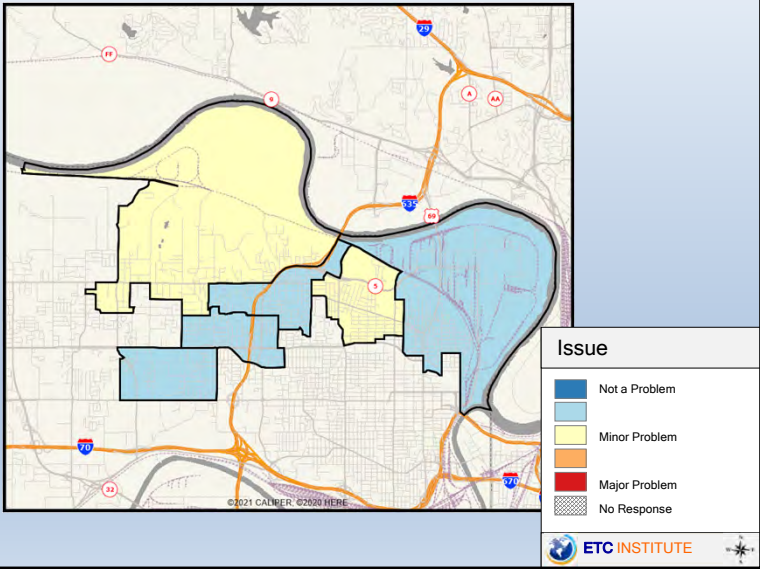 29
FF
A
AA
9
635
69
5
Issue
Not a Problem
Minor Problem
Major Problem
No Response
70
32
670
©2021 CALIPER; ©2020 HERE
ETC INSTITUTE